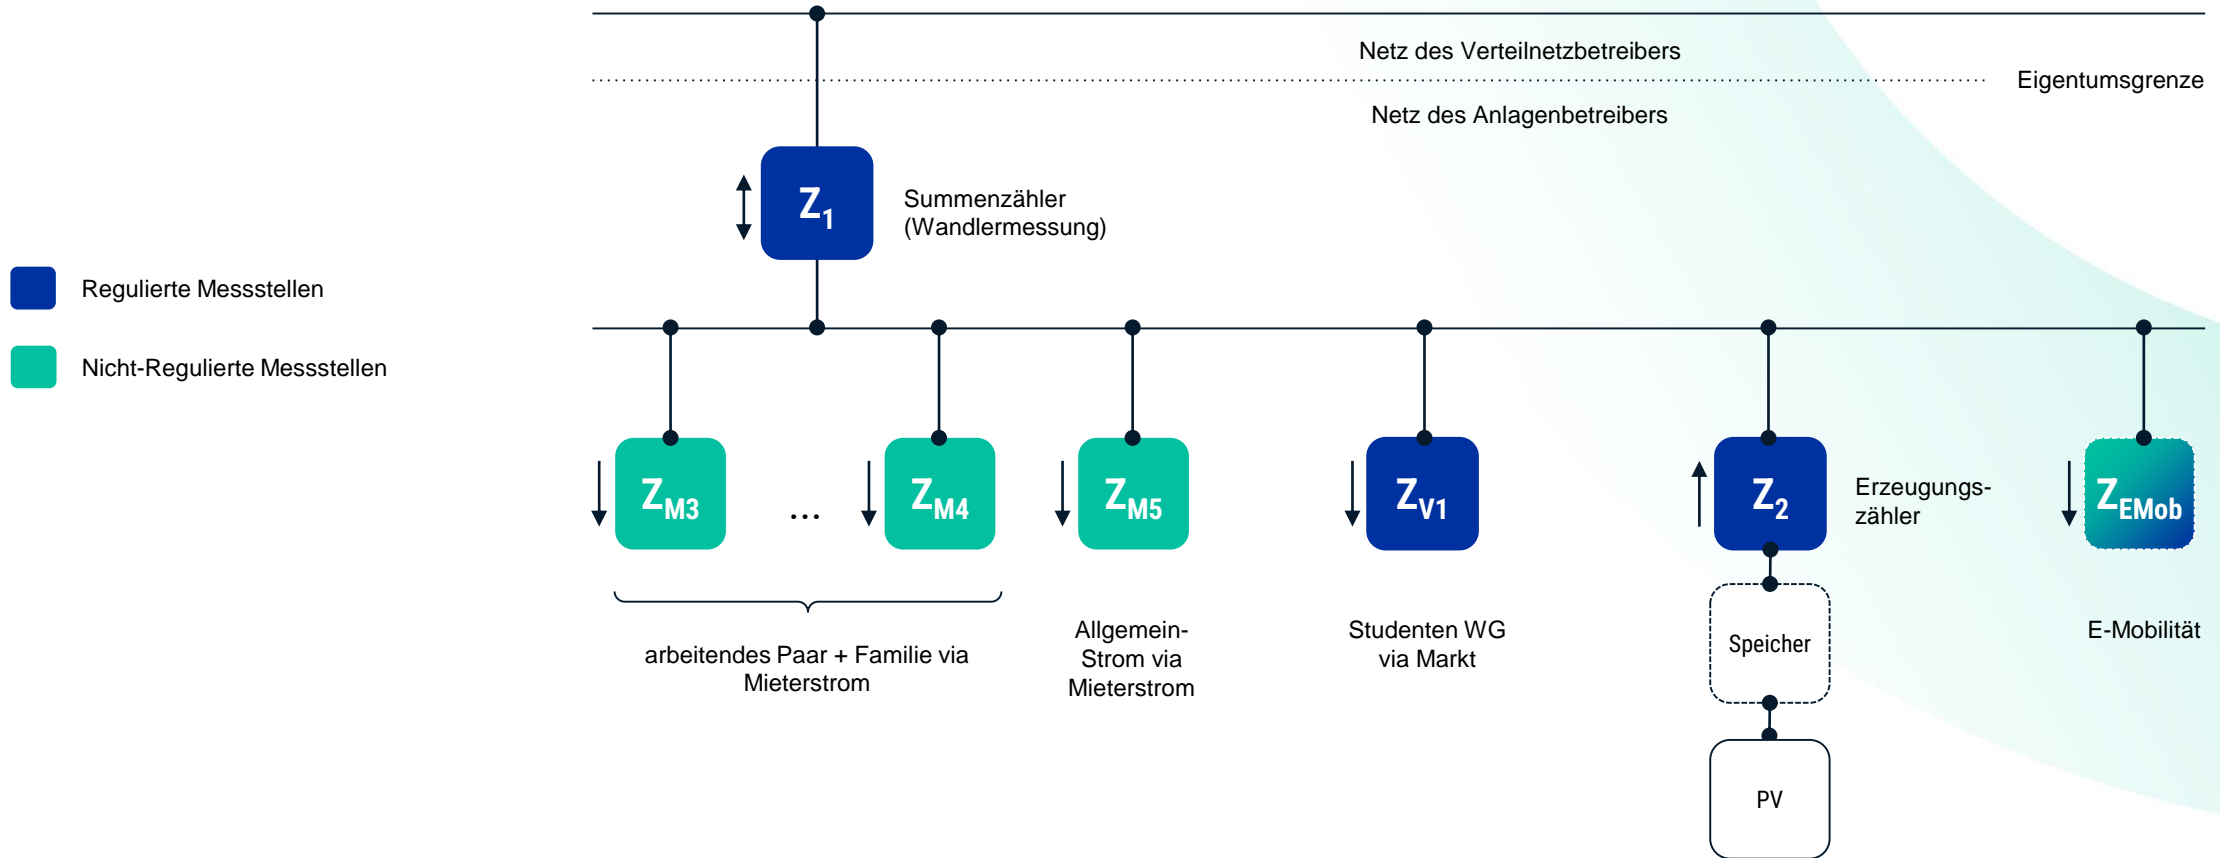 Netz des Verteilnetzbetreibers
Eigentumsgrenze
Netz des Anlagenbetreibers
Z1
Summenzähler
(Wandlermessung)
Regulierte Messstellen
Nicht-Regulierte Messstellen
ZM3
...
ZM4
ZM5
ZV1
Z2
Erzeugungs-
zähler
ZEMob
arbeitendes Paar + Familie via
Mieterstrom
Allgemein-
Strom via
Mieterstrom
Studenten WG
via Markt
Speicher
E-Mobilität
PV